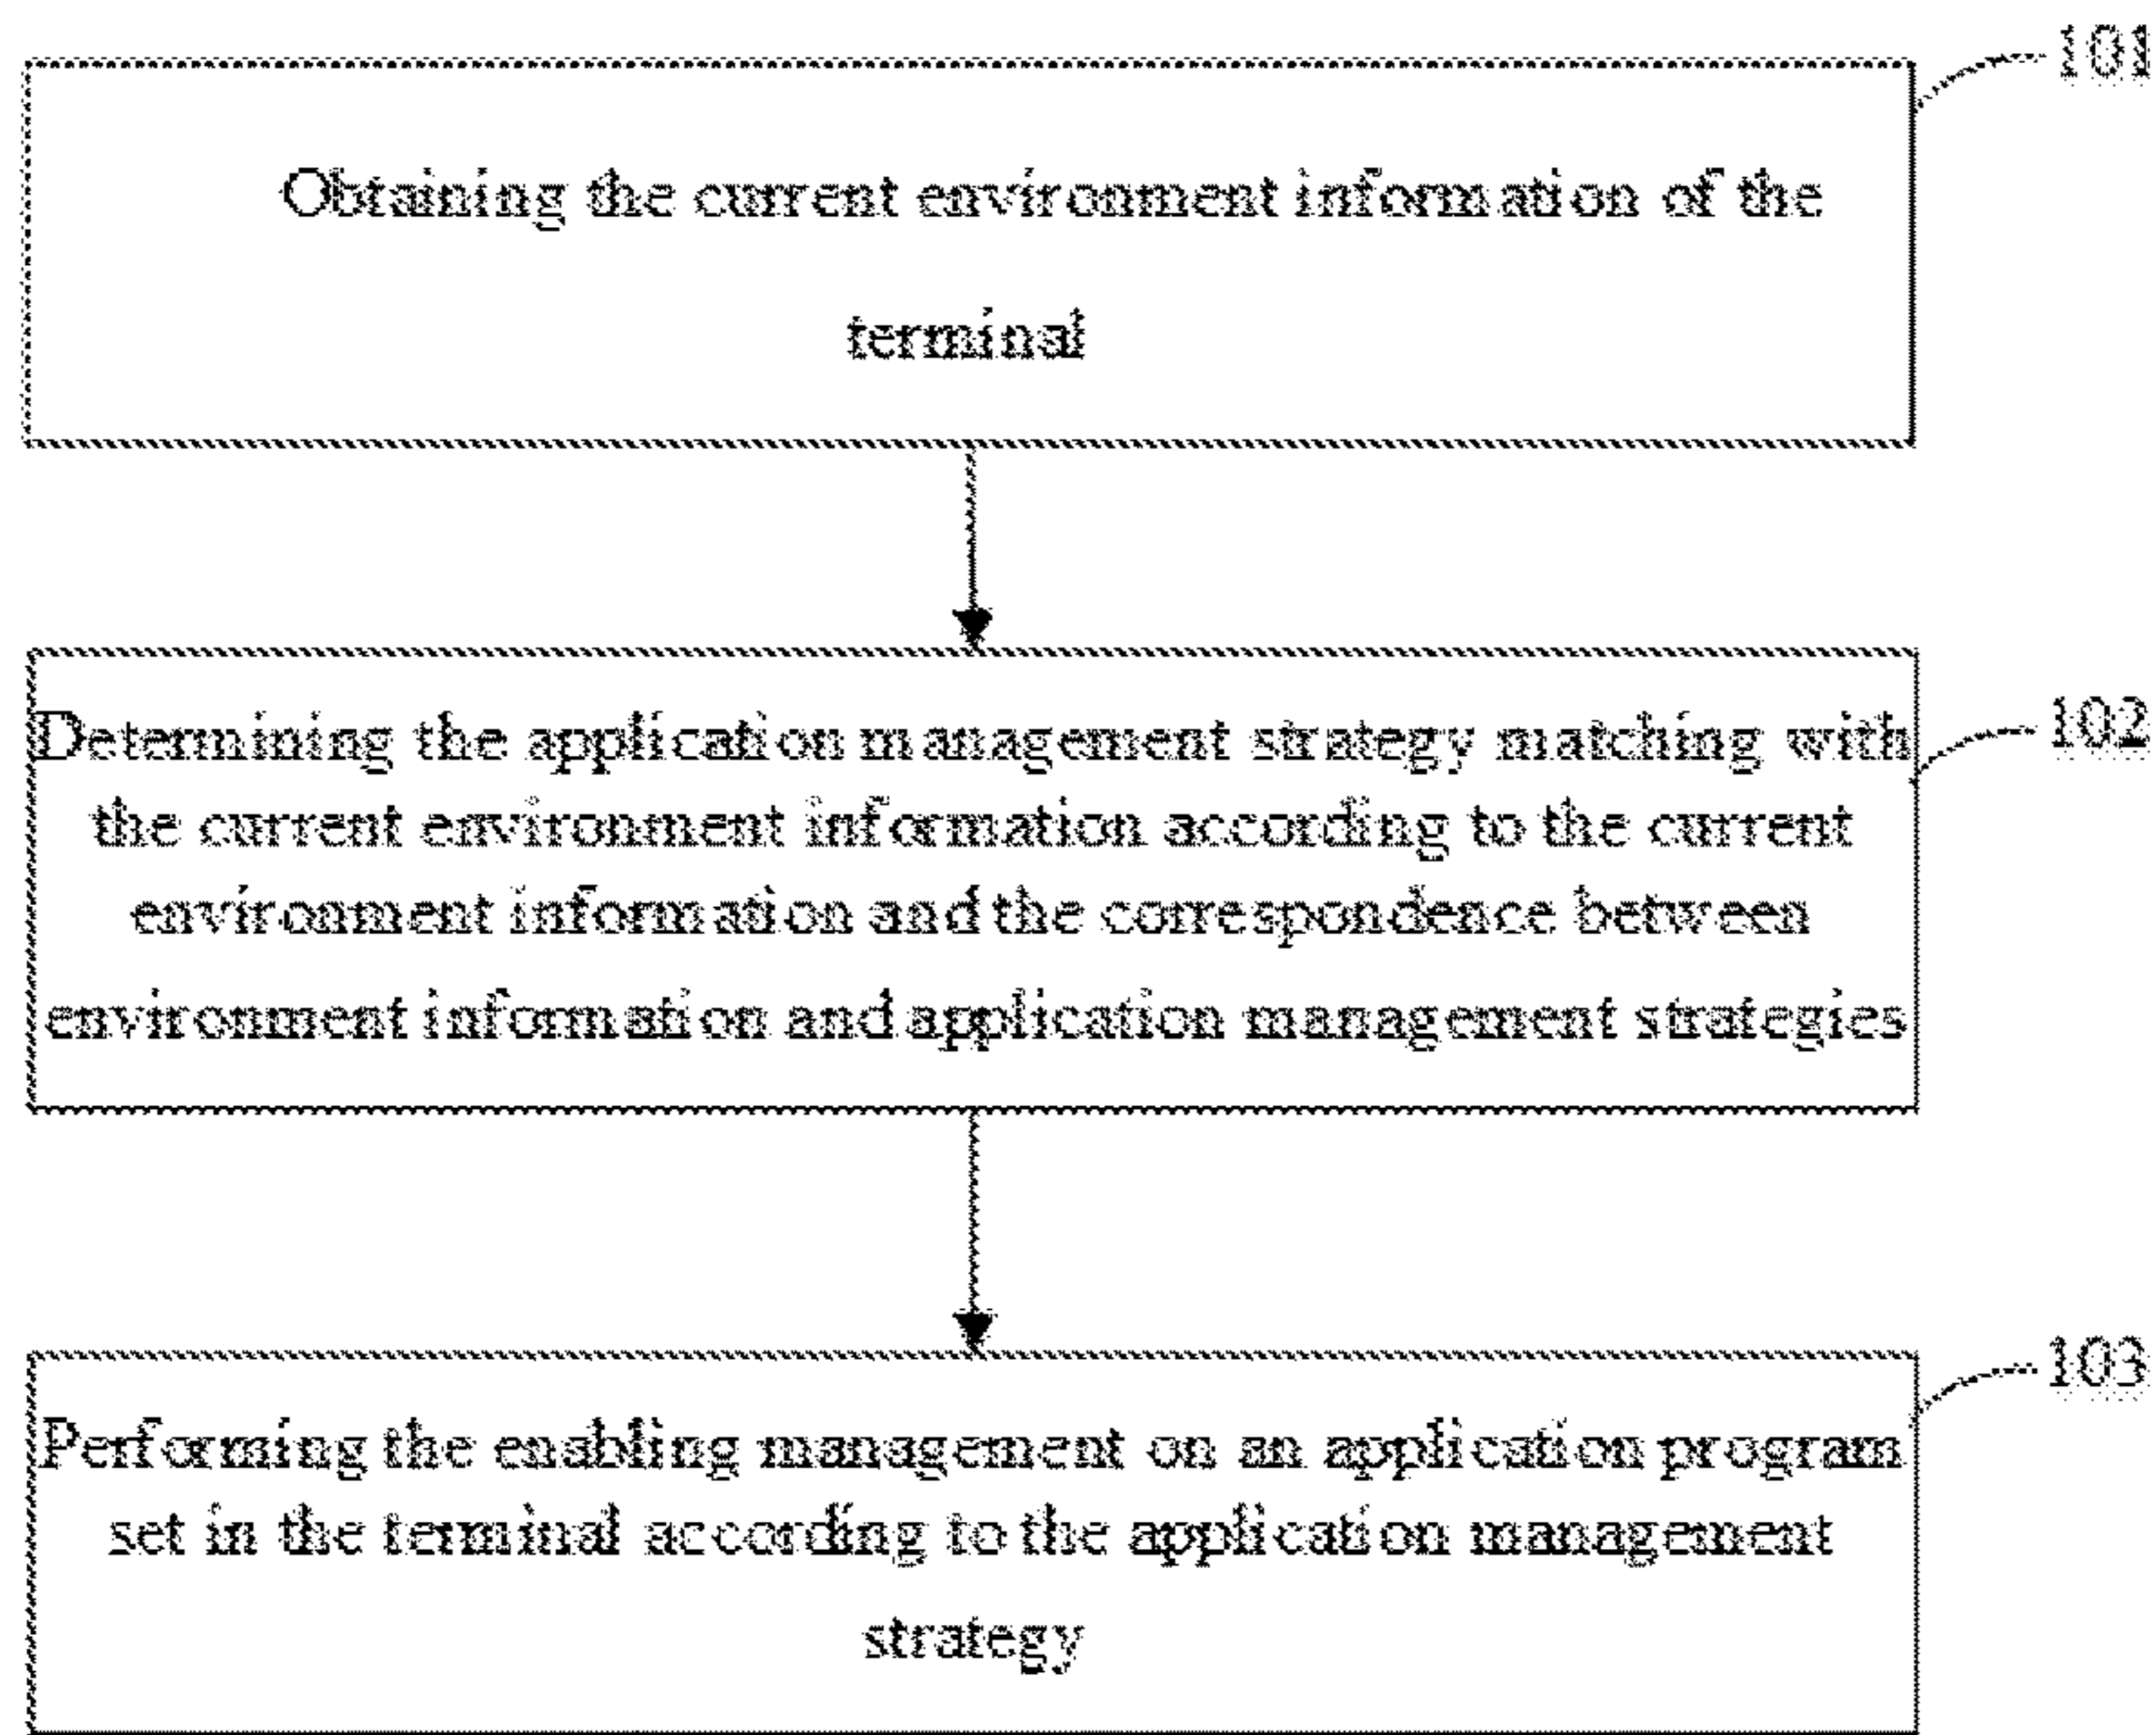 101
Obtaining the current environment information of the
terminal
102
Determining the application management strategy matching with
the current environment information according to the current
environment information and the correspondence between
environment information and application management strategies
103
Performing the enabling management on an application program
set in the terminal according to the application management
strategy